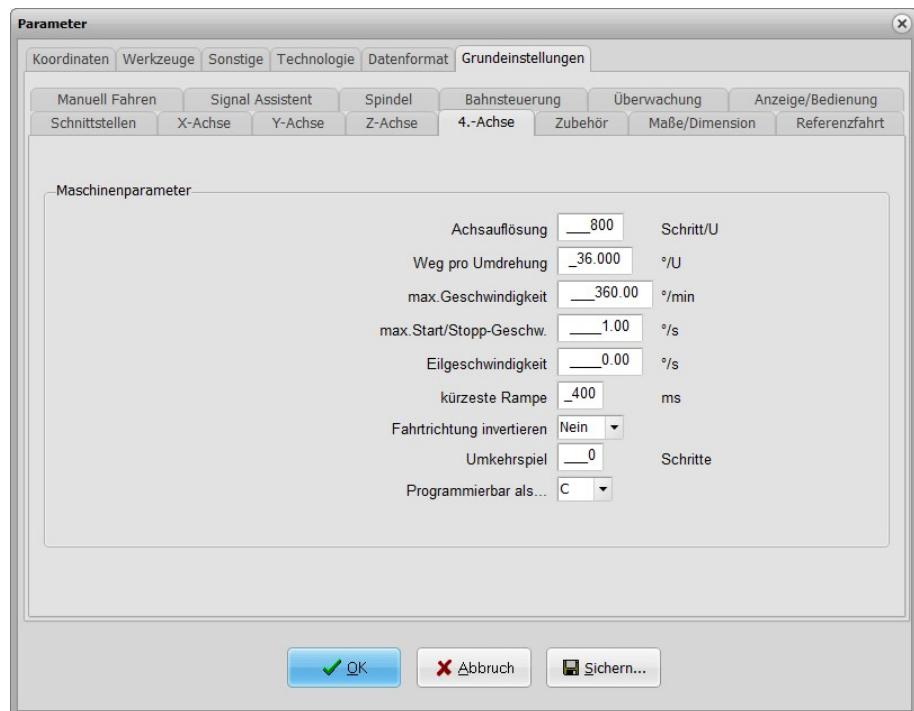 Parameter
Koordinaten Werkzeuge Sonstige Technologie Datenformat Grundeinstellungen
Manuell Fahren Signal Assistent Spindel Bahnsteuerung Überwachung Anzeige/Bedienung
Schnittstellen X-Achse Y-Achse Z-Achse 4.-Achse Zubehör Maße/Dimension Referenzfahrt
Maschinenparameter
Achsauflösung ___800 Schritt/U
Weg pro Umdrehung _36.000 °/U
max.Geschwindigkeit ___360.00 °/min
max.Start/Stopp-Geschw. ____1.00 °/s
Eilgeschwindigkeit ____0.00 °/s
kürzeste Rampe _400 ms
Fahrtrichtung invertieren Nein
Umkehrspiel ___0 Schritte
Programmierbar als... C
OK Abbruch Sichern...